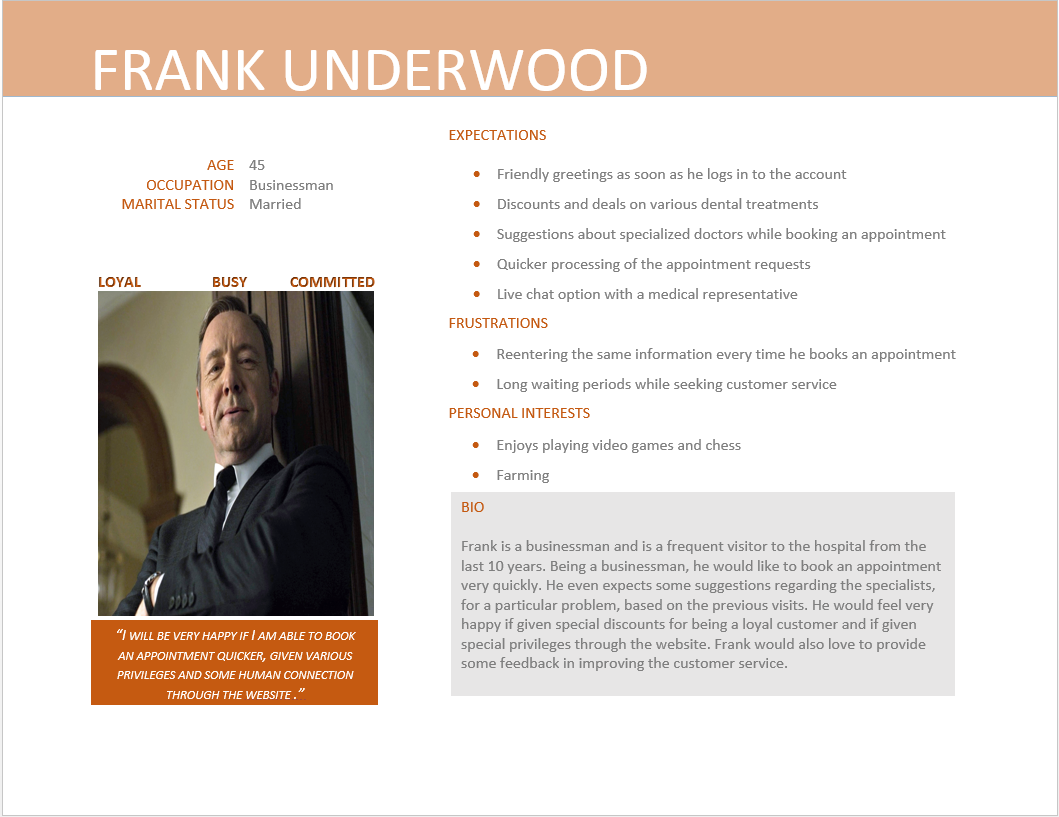 FRANK UNDERWOOD
AGE 45
OCCUPATION Businessman
MARITAL STATUS Married
LOYAL BUSY COMMITTED
“I WILL BE VERY HAPPY IF I AM ABLE TO BOOK
AN APPOINTMENT QUICKER, GIVEN VARIOUS
PRIVILEGES AND SOME HUMAN CONNECTION
THROUGH THE WEBSITE .”
EXPECTATIONS
• Friendly greetings as soon as he logs in to the account
• Discounts and deals on various dental treatments
• Suggestions about specialized doctors while booking an appointment
• Quicker processing of the appointment requests
• Live chat option with a medical representative
FRUSTRATIONS
• Reentering the same information every time he books an appointment
• Long waiting periods while seeking customer service
PERSONAL INTERESTS
• Enjoys playing video games and chess
• Farming
BIO
Frank is a businessman and is a frequent visitor to the hospital from the
last 10 years. Being a businessman, he would like to book an appointment
very quickly. He even expects some suggestions regarding the specialists,
for a particular problem, based on the previous visits. He would feel very
happy if given special discounts for being a loyal customer and if given
special privileges through the website. Frank would also love to provide
some feedback in improving the customer service.